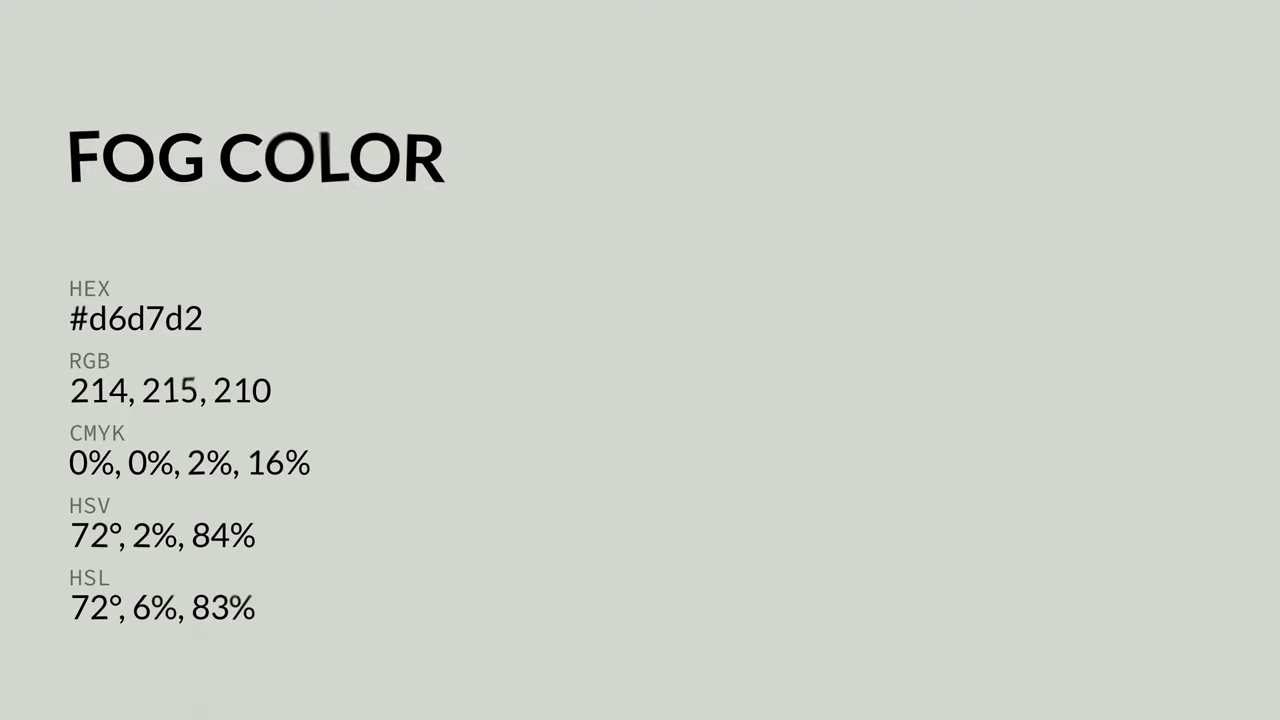 FOG COLOR
HEX
#d6d7d2
RGB
214, 215, 210
CMYK
0%, 0%, 2%, 16%
HSV
72°, 2%, 84%
HSL
72°, 6%, 83%